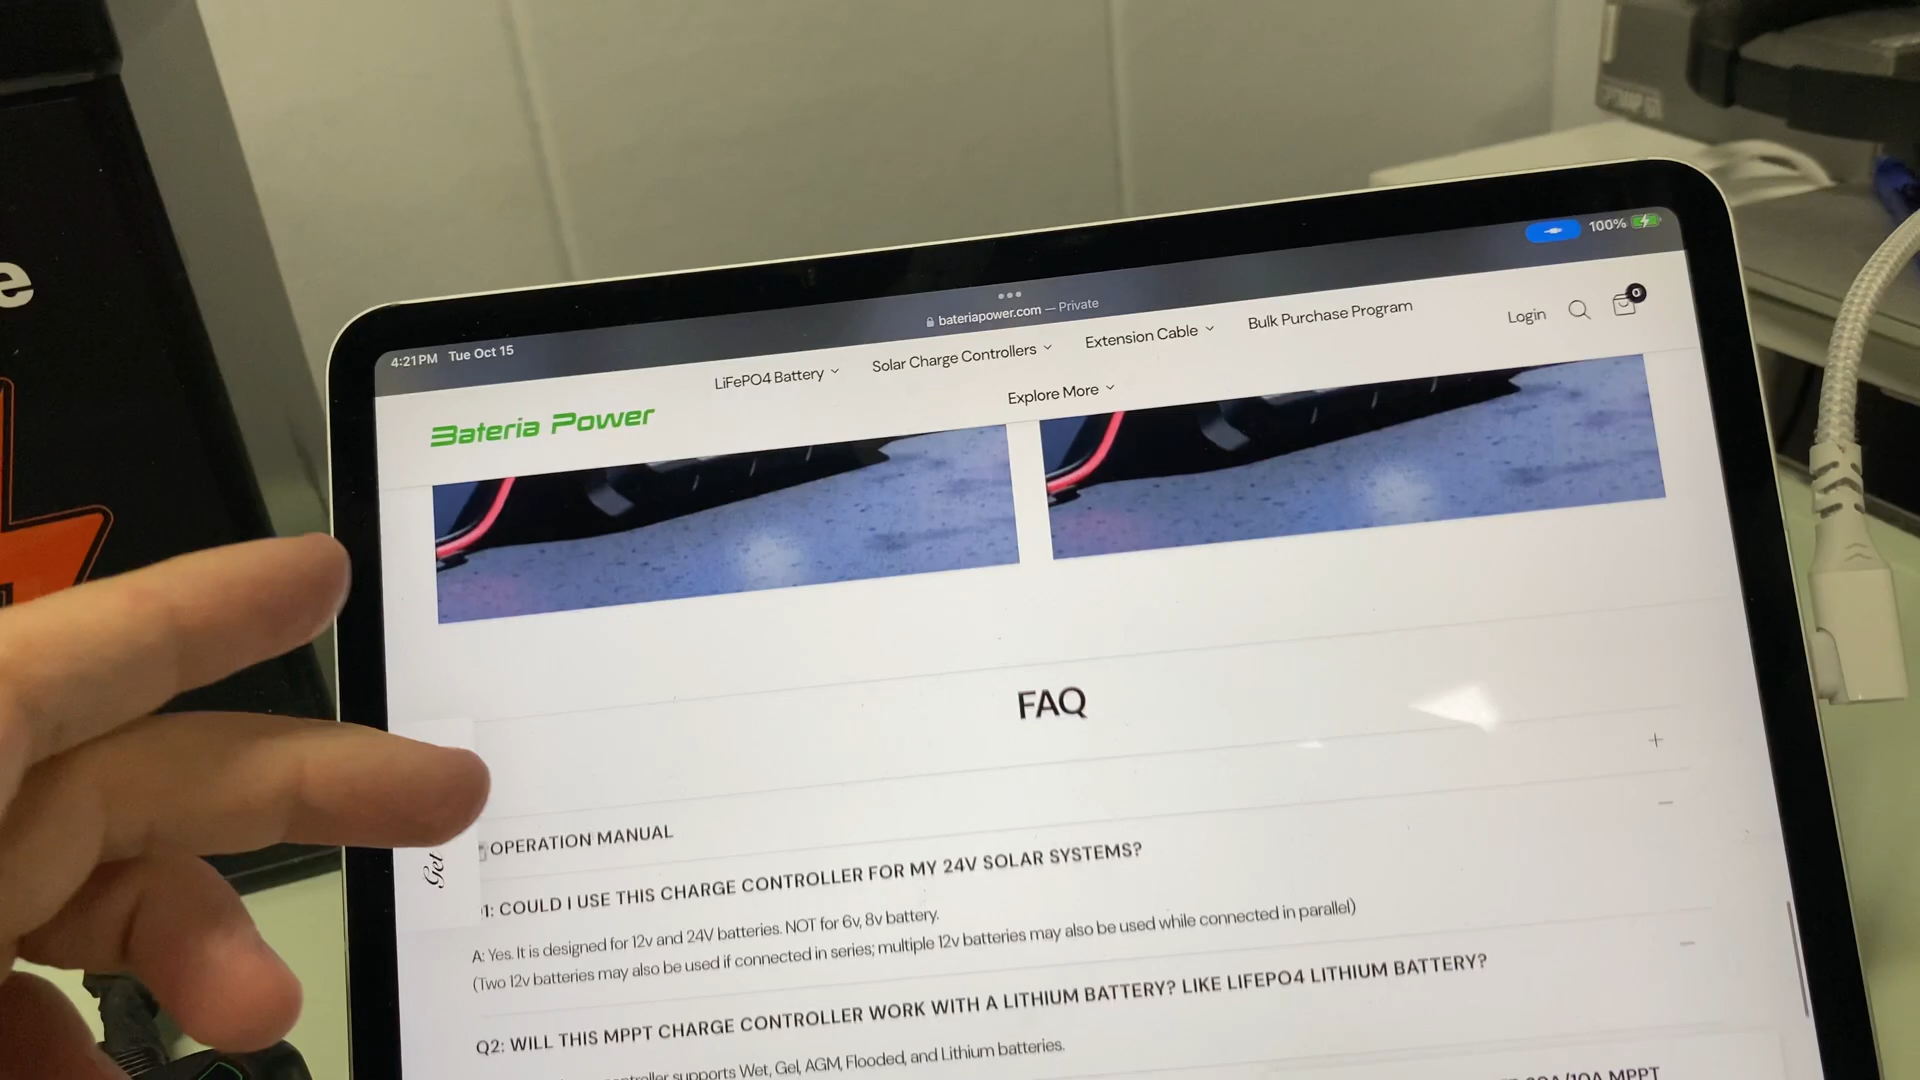 e
4:21PM Tue Oct 15
bateriapower.com — Private
100%
LiFePO4 Battery
Solar Charge Controllers
Extension Cable
Bulk Purchase Program
Login
0
Explore More
Bateria Power
FAQ
OPERATION MANUAL
Get
1: COULD I USE THIS CHARGE CONTROLLER FOR MY 24V SOLAR SYSTEMS?
A: Yes. It is designed for 12v and 24V batteries. NOT for 6v, 8v battery.
(Two 12v batteries may also be used if connected in series; multiple 12v batteries may also be used while connected in parallel)
Q2: WILL THIS MPPT CHARGE CONTROLLER WORK WITH A LITHIUM BATTERY? LIKE LIFEPO4 LITHIUM BATTERY?
supports Wet, Gel, AGM, Flooded, and Lithium batteries.
MPPT